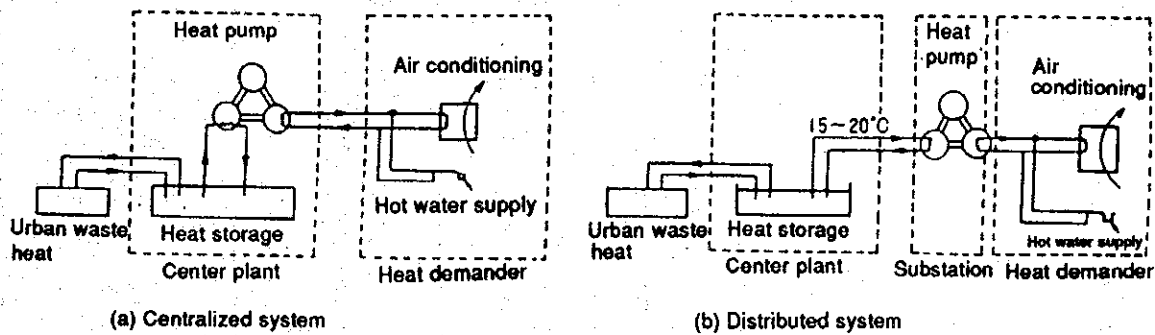 Heat pump
Air conditioning
Hot water supply
Urban waste
heat
Heat storage
Center plant
Heat demander
(a) Centralized system
Heat
pump
Air
conditioning
15~20°C
Hot water supply
Urban waste
heat
Heat storage
Center plant
Substation
Heat demander
(b) Distributed system